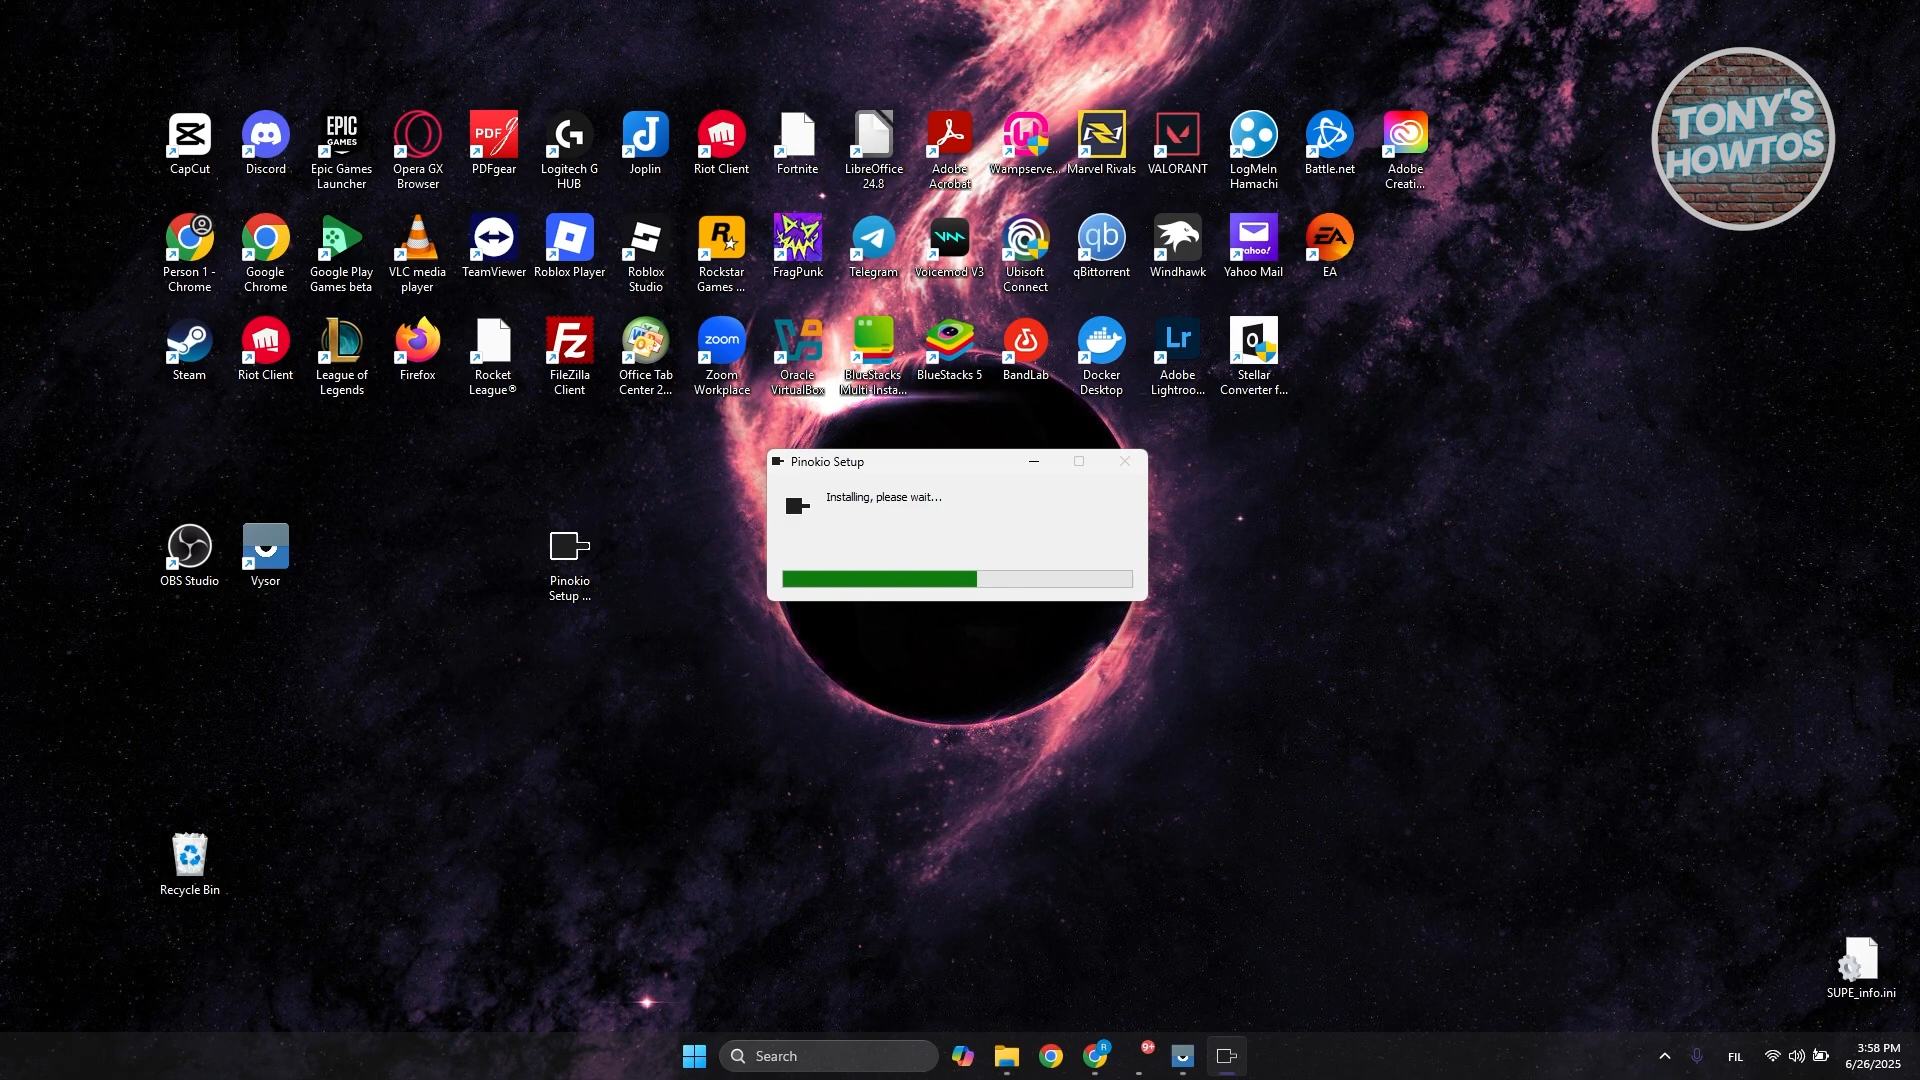 TONY'S
HOWTOS
CapCut
Discord
EPIC
GAMES
Epic Games
Launcher
Opera GX
Browser
PDF
PDFgear
Logitech G
HUB
Joplin
Riot Client
Fortnite
LibreOffice
24.8
Adobe
Acrobat
Wampserve...
Marvel Rivals
VALORANT
LogMeIn
Hamachi
Battle.net
Adobe
Creati...
Person 1 -
Chrome
Google
Chrome
Google Play
Games beta
VLC media
player
TeamViewer
Roblox Player
Roblox
Studio
R
Rockstar
Games ...
FragPunk
Telegram
Voicemod V3
Ubisoft
Connect
qb
qBittorrent
Windhawk
yahoo!
Yahoo Mail
EA
EA
Steam
Riot Client
League of
Legends
Firefox
Rocket
League®
Fz
FileZilla
Client
Office Tab
Center 2...
zoom
Zoom
Workplace
Oracle
VirtualBox
BlueStacks
Multi-Insta...
BlueStacks 5
BandLab
Docker
Desktop
Lr
Adobe
Lightroo...
Stellar
Converter f...
Pinokio Setup
Installing, please wait...
OBS Studio
Vysor
Pinokio
Setup ...
Recycle Bin
SUPE_info.ini
Search
R
9+
FIL
3:58 PM
6/26/2025